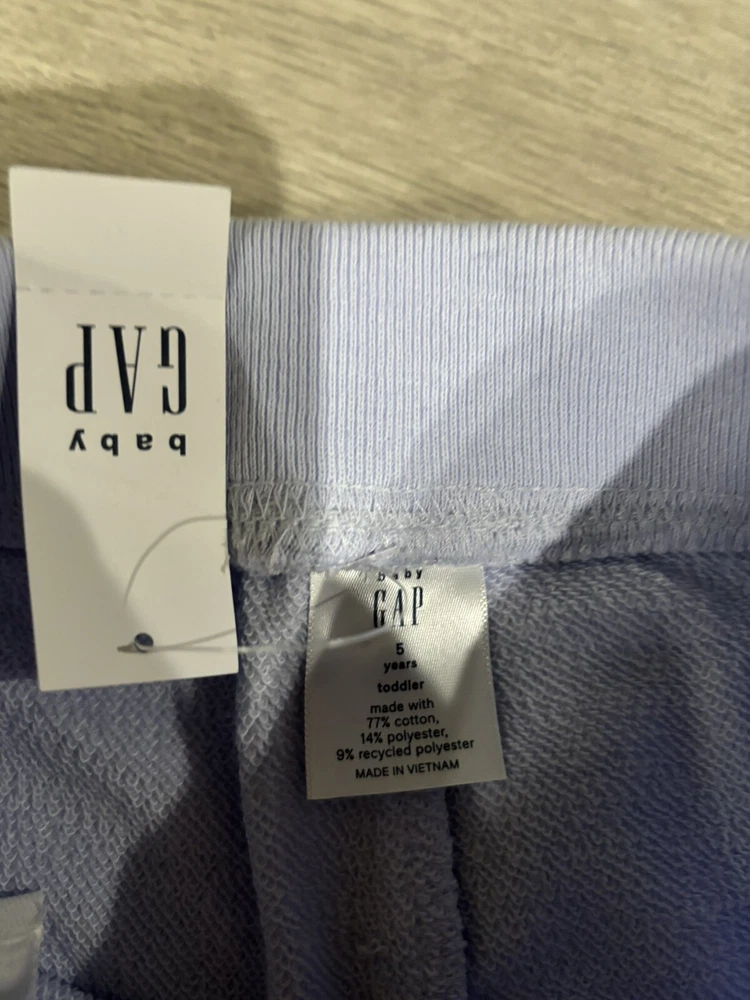 baby
GAP
baby
GAP
5
years
toddler
made with
77% cotton,
14% polyester,
9% recycled polyester
MADE IN VIETNAM